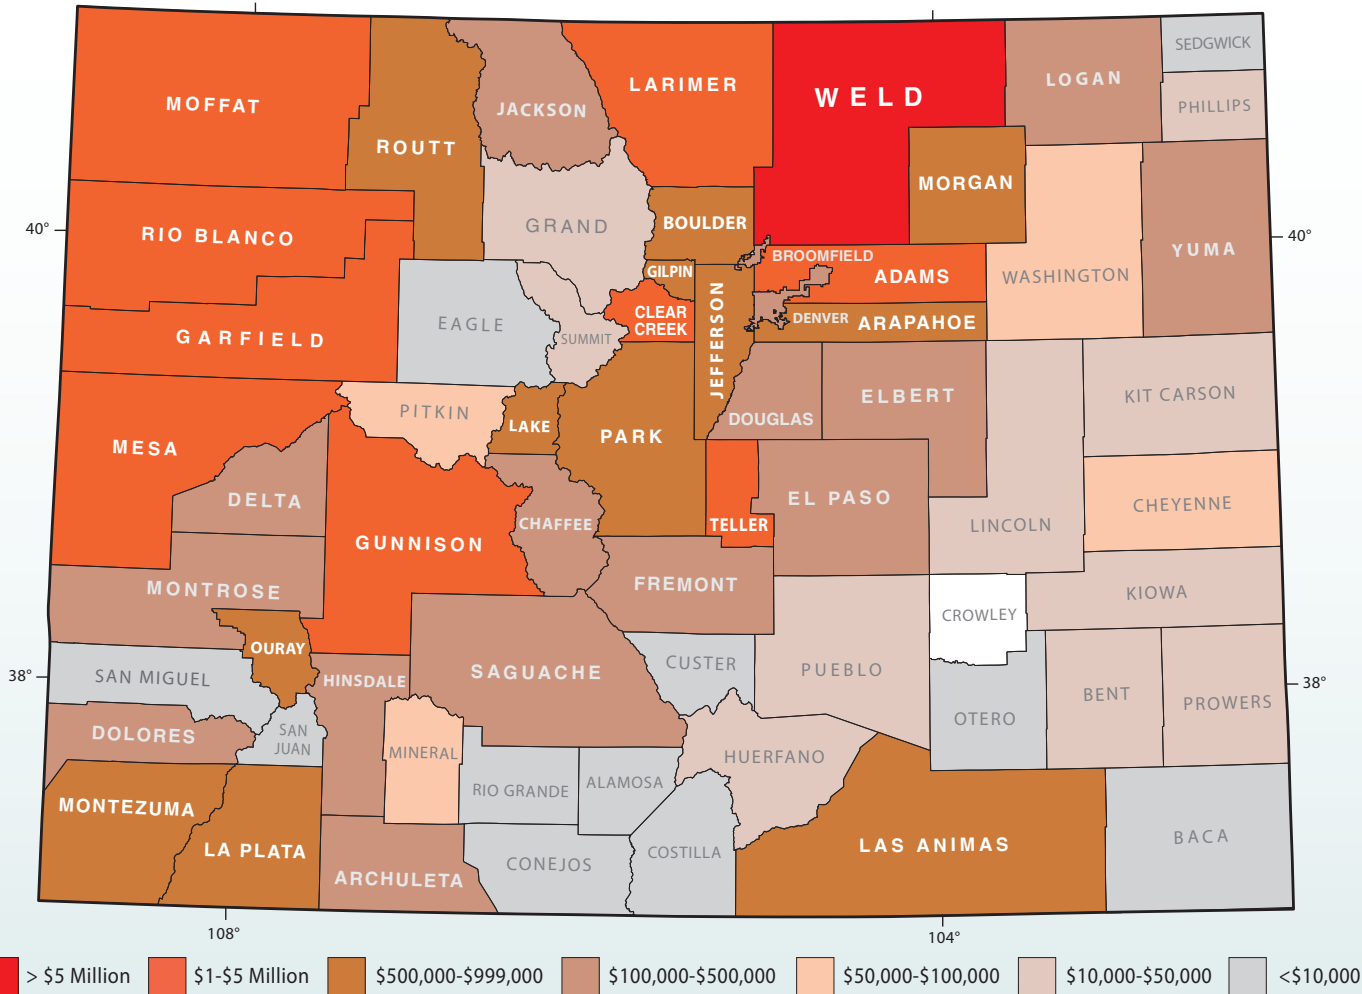 SEDGWICK
LOGAN
LARIMER
WELD
MOFFAT
JACKSON
PHILLIPS
ROUTT
MORGAN
BOULDER
GRAND
40°
RIO BLANCO
40°
YUMA
BROOMFIELD
GILPIN
ADAMS
WASHINGTON
CLEAR
CREEK
DENVER
ARAPAHOE
EAGLE
GARFIELD
SUMMIT
JEFFERSON
KIT CARSON
ELBERT
PITKIN
DOUGLAS
LAKE
PARK
MESA
EL PASO
DELTA
CHEYENNE
CHAFFEE
TELLER
LINCOLN
GUNNISON
FREMONT
MONTROSE
KIOWA
CROWLEY
OURAY
CUSTER
PUEBLO
SAGUACHE
38°
SAN MIGUEL
HINSDALE
38°
BENT
PROWERS
OTERO
DOLORES
SAN
JUAN
MINERAL
HUERFANO
RIO GRANDE
ALAMOSA
MONTEZUMA
LA PLATA
LAS ANIMAS
BACA
COSTILLA
CONEJOS
ARCHULETA
108°
104°
> $5 Million
$1-$5 Million
$500,000-$999,000
$100,000-$500,000
$50,000-$100,000
$10,000-$50,000
<$10,000